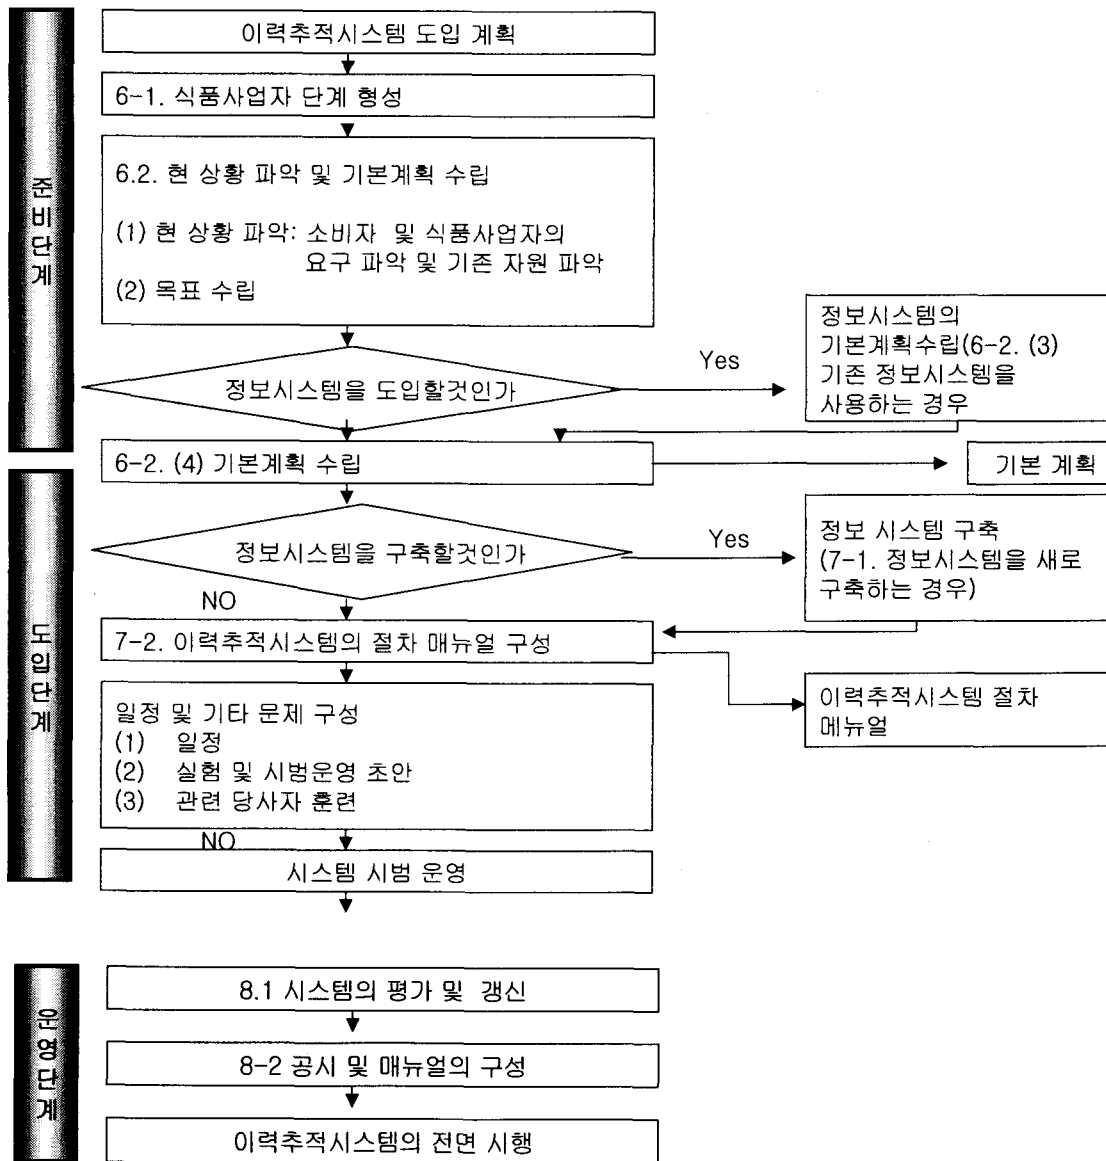 준비단계
이력추적시스템 도입 계획
6-1. 식품사업자 단계 형성
6.2. 현 상황 파악 및 기본계획 수립
(1) 현 상황 파악: 소비자 및 식품사업자의
요구 파악 및 기존 자원 파악
(2) 목표 수립
정보시스템을 도입할것인가
Yes
정보시스템의
기본계획수립(6-2. (3)
기존 정보시스템을
사용하는 경우
6-2. (4) 기본계획 수립
기본 계획
도입단계
정보시스템을 구축할것인가
Yes
정보 시스템 구축
(7-1. 정보시스템을 새로
구축하는 경우)
NO
7-2. 이력추적시스템의 절차 매뉴얼 구성
이력추적시스템 절차
메뉴얼
일정 및 기타 문제 구성
(1) 일정
(2) 실험 및 시범운영 초안
(3) 관련 당사자 훈련
NO
시스템 시범 운영
운영단계
8.1 시스템의 평가 및 갱신
8-2 공시 및 매뉴얼의 구성
이력추적시스템의 전면 시행